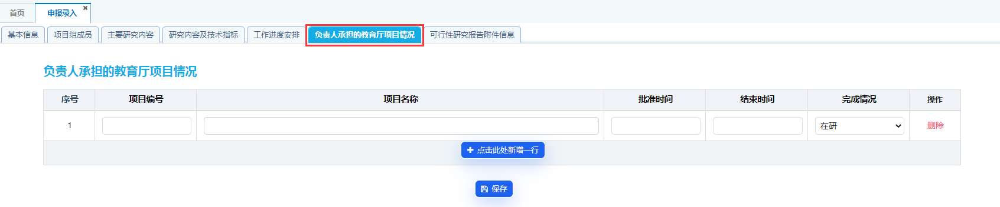 首页 申报录入
基本信息 项目组成员 主要研究内容 研究内容及技术指标 工作进度安排 负责人承担的教育厅项目情况 可行性研究报告附件信息
负责人承担的教育厅项目情况
序号 项目编号 项目名称 批准时间 结束时间 完成情况 操作
1 在研 删除
点击此处新增一行
保存